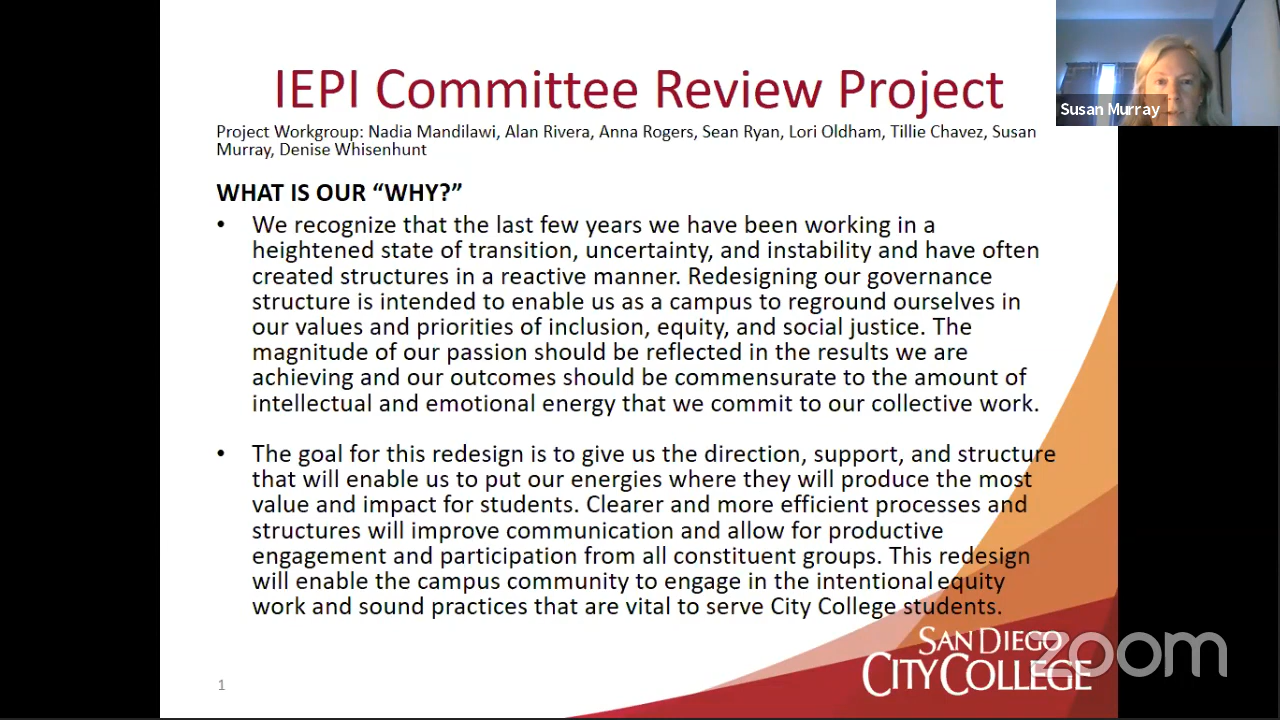 IEPI Committee Review Project
Susan Murray
Project Workgroup: Nadia Mandilawi, Alan Rivera, Anna Rogers, Sean Ryan, Lori Oldham, Tillie Chavez, Susan
Murray, Denise Whisenhunt
WHAT IS OUR “WHY?”
• We recognize that the last few years we have been working in a
heightened state of transition, uncertainty, and instability and have often
created structures in a reactive manner. Redesigning our governance
structure is intended to enable us as a campus to reground ourselves in
our values and priorities of inclusion, equity, and social justice. The
magnitude of our passion should be reflected in the results we are
achieving and our outcomes should be commensurate to the amount of
intellectual and emotional energy that we commit to our collective work.
• The goal for this redesign is to give us the direction, support, and structure
that will enable us to put our energies where they will produce the most
value and impact for students. Clearer and more efficient processes and
structures will improve communication and allow for productive
engagement and participation from all constituent groups. This redesign
will enable the campus community to engage in the intentional equity
work and sound practices that are vital to serve City College students.
SAN DIEGO
CITY COLLEGE
zoom
1